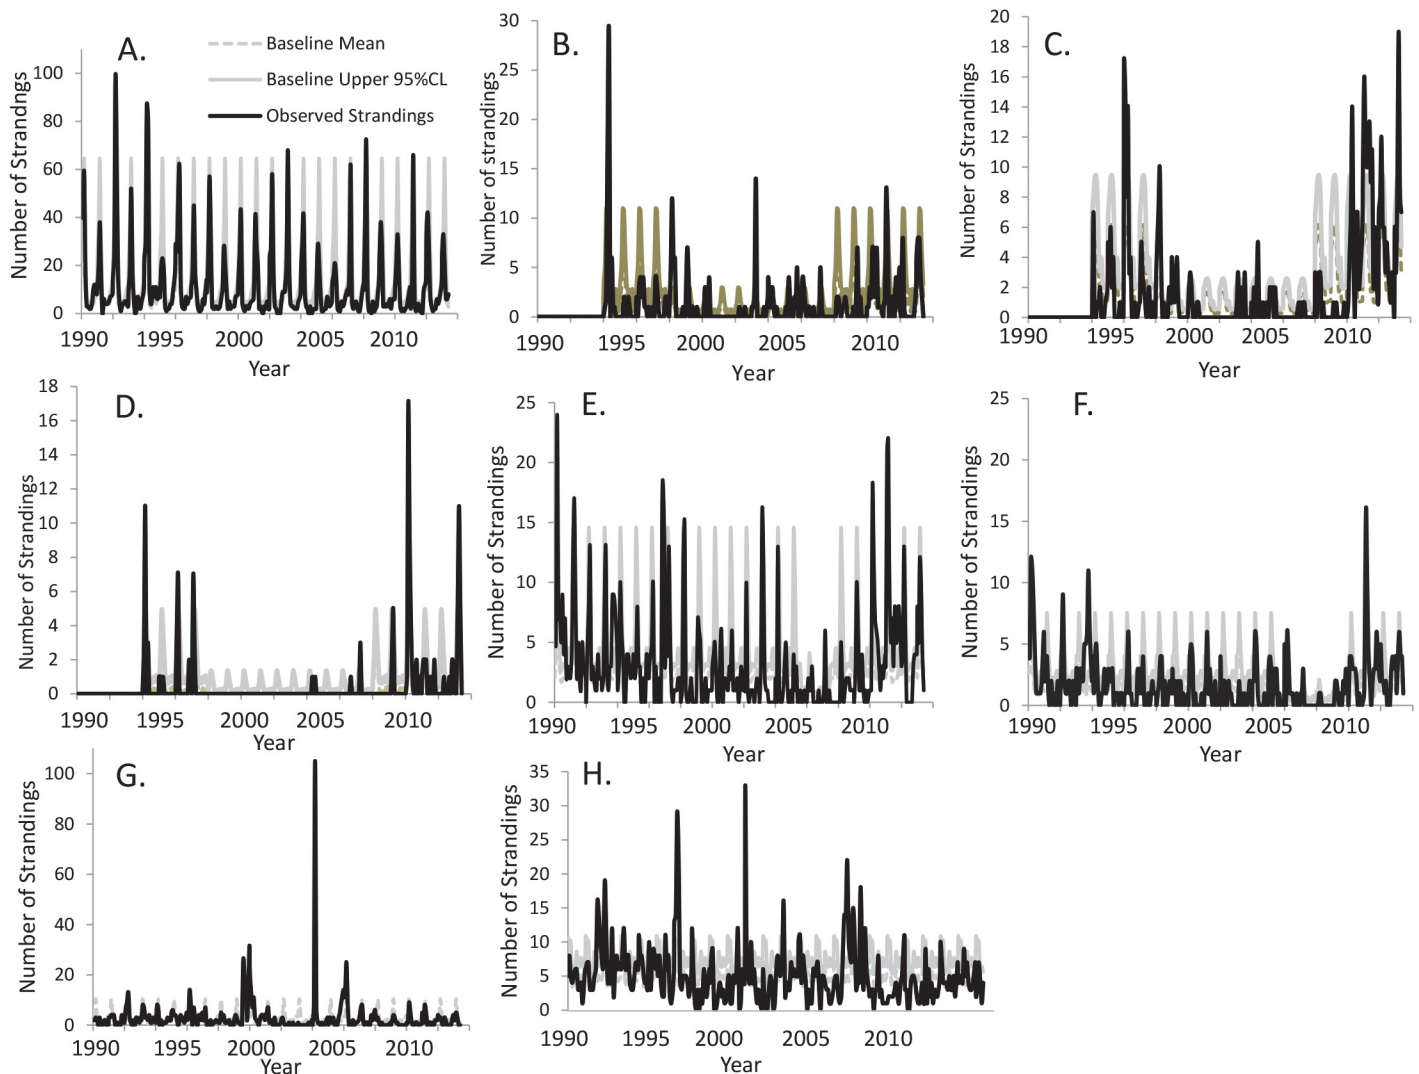 A.
Baseline Mean
Baseline Upper 95%CL
Observed Strandings
Number of Strandngs
100
80
60
40
20
0
1990 1995 2000 2005 2010
Year
B.
Number of strandings
30
25
20
15
10
5
0
1990 1995 2000 2005 2010
Year
C.
Number of Strandings
20
18
16
14
12
10
8
6
4
2
0
1990 1995 2000 2005 2010
Year
D.
Number of Strandings
18
16
14
12
10
8
6
4
2
0
1990 1995 2000 2005 2010
Year
E.
Number of Strandings
25
20
15
10
5
0
1990 1995 2000 2005 2010
Year
F.
Number of Strandings
25
20
15
10
5
0
1990 1995 2000 2005 2010
Year
G.
Number of Strandings
100
80
60
40
20
0
1990 1995 2000 2005 2010
Year
H.
Number of Strandings
35
30
25
20
15
10
5
0
1990 1995 2000 2005 2010
Year